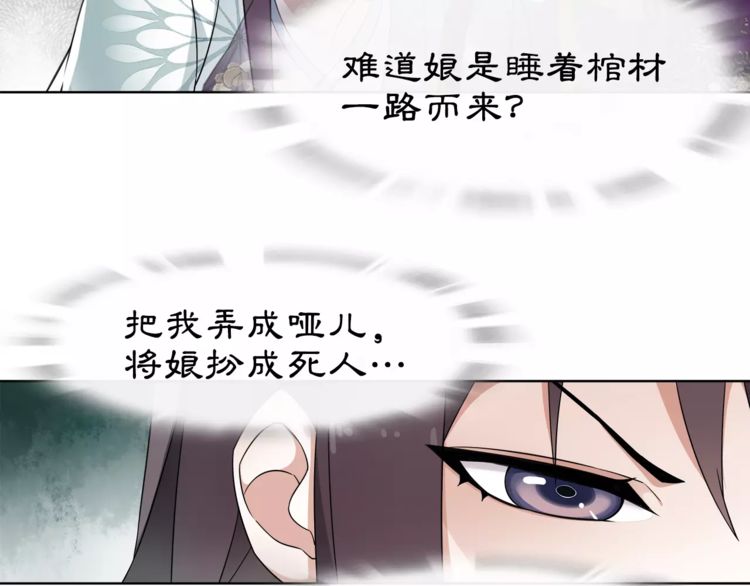 难道娘是睡着棺材
一路而来?
把我弄成哑儿,
将娘扮成死人…